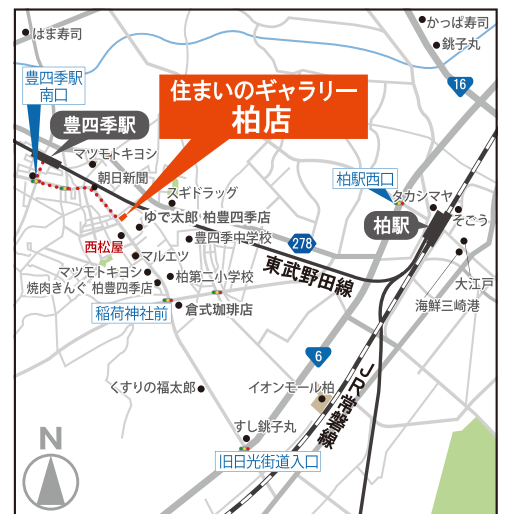 はま寿司
かっぱ寿司
銚子丸
豊四季駅
南口
16
住まいのギャラリー
柏店
豊四季駅
マツモトキヨシ
朝日新聞
スギドラッグ
柏駅西口
タカシマヤ
ゆで太郎 柏豊四季店
そごう
柏駅
西松屋
豊四季中学校
278
マルエツ
東武野田線
マツモトキヨシ
柏第二小学校
焼肉きんぐ 柏豊四季店
大江戸
海鮮三崎港
稲荷神社前
倉式珈琲店
6
JR常磐線
くすりの福太郎
イオンモール柏
すし銚子丸
旧日光街道入口
N